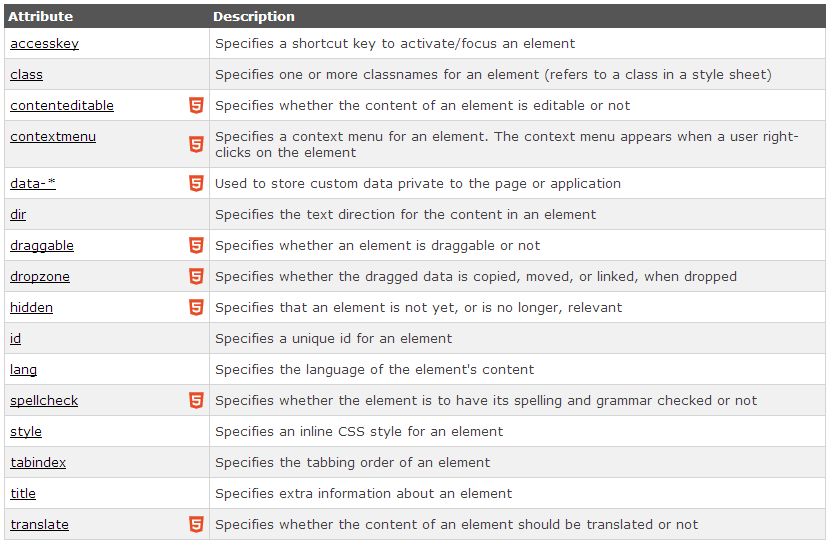 Attribute Description
accesskey Specifies a shortcut key to activate/focus an element
class Specifies one or more classnames for an element (refers to a class in a style sheet)
contenteditable 5 Specifies whether the content of an element is editable or not
contextmenu 5 Specifies a context menu for an element. The context menu appears when a user right-
clicks on the element
data-* 5 Used to store custom data private to the page or application
dir Specifies the text direction for the content in an element
draggable 5 Specifies whether an element is draggable or not
dropzone 5 Specifies whether the dragged data is copied, moved, or linked, when dropped
hidden 5 Specifies that an element is not yet, or is no longer, relevant
id Specifies a unique id for an element
lang Specifies the language of the element's content
spellcheck 5 Specifies whether the element is to have its spelling and grammar checked or not
style Specifies an inline CSS style for an element
tabindex Specifies the tabbing order of an element
title Specifies extra information about an element
translate 5 Specifies whether the content of an element should be translated or not